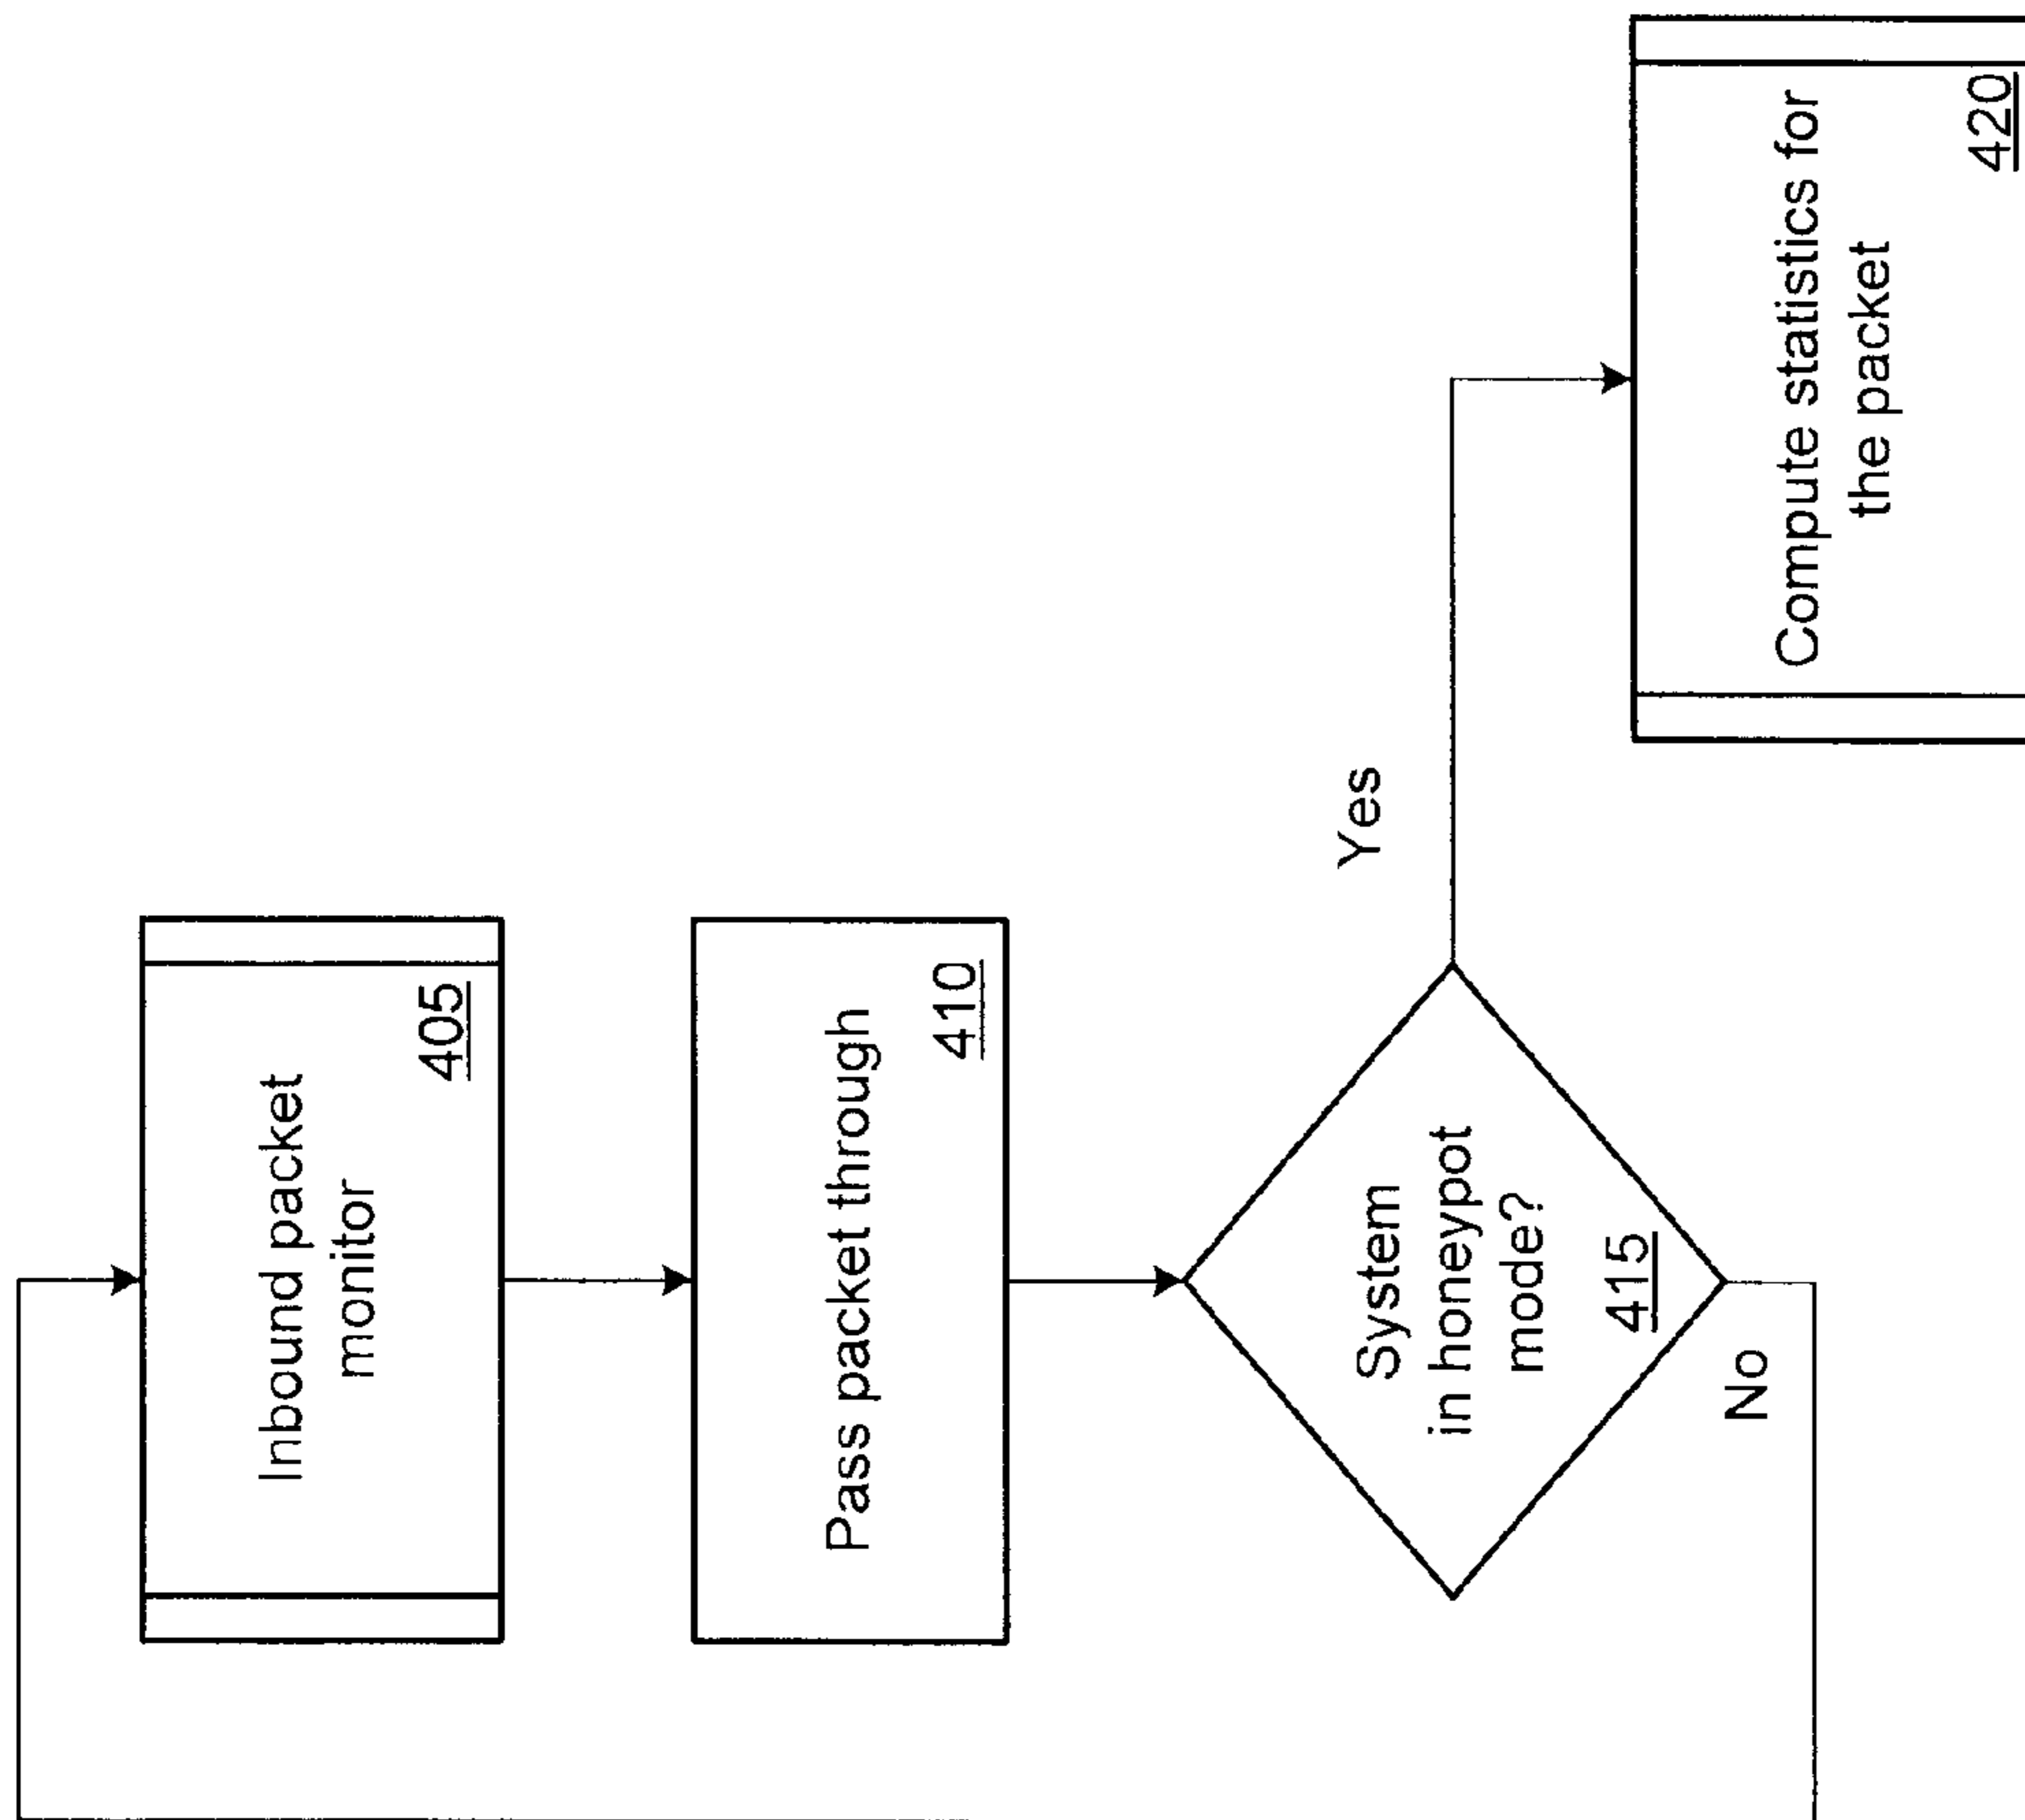 Inbound packet
monitor
405
Pass packet through
410
System
in honeypot
mode?
415
Yes
No
Compute statistics for
the packet
420